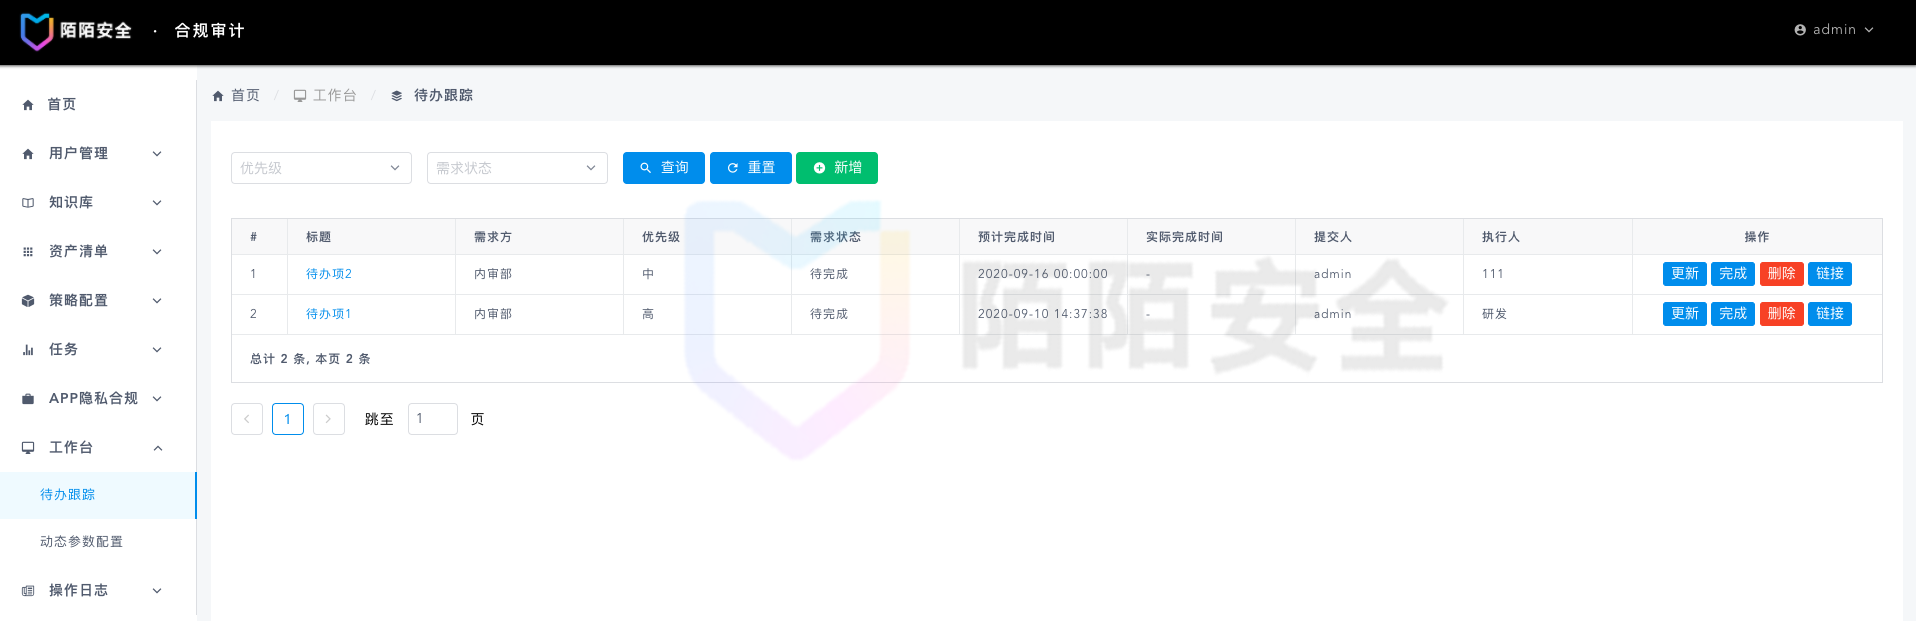 陌陌安全 · 合规审计
admin
首页
用户管理
知识库
资产清单
策略配置
任务
APP隐私合规
工作台
待办跟踪
动态参数配置
操作日志
首页 / 工作台 / 待办跟踪
优先级 需求状态 查询 重置 新增
# 标题 需求方 优先级 需求状态 预计完成时间 实际完成时间 提交人 执行人 操作
1 待办项2 内审部 中 待完成 2020-09-16 00:00:00 - admin 111 更新 完成 删除 链接
2 待办项1 内审部 高 待完成 2020-09-10 14:37:38 - admin 研发 更新 完成 删除 链接
总计 2 条, 本页 2 条
1 跳至 1 页
陌陌安全